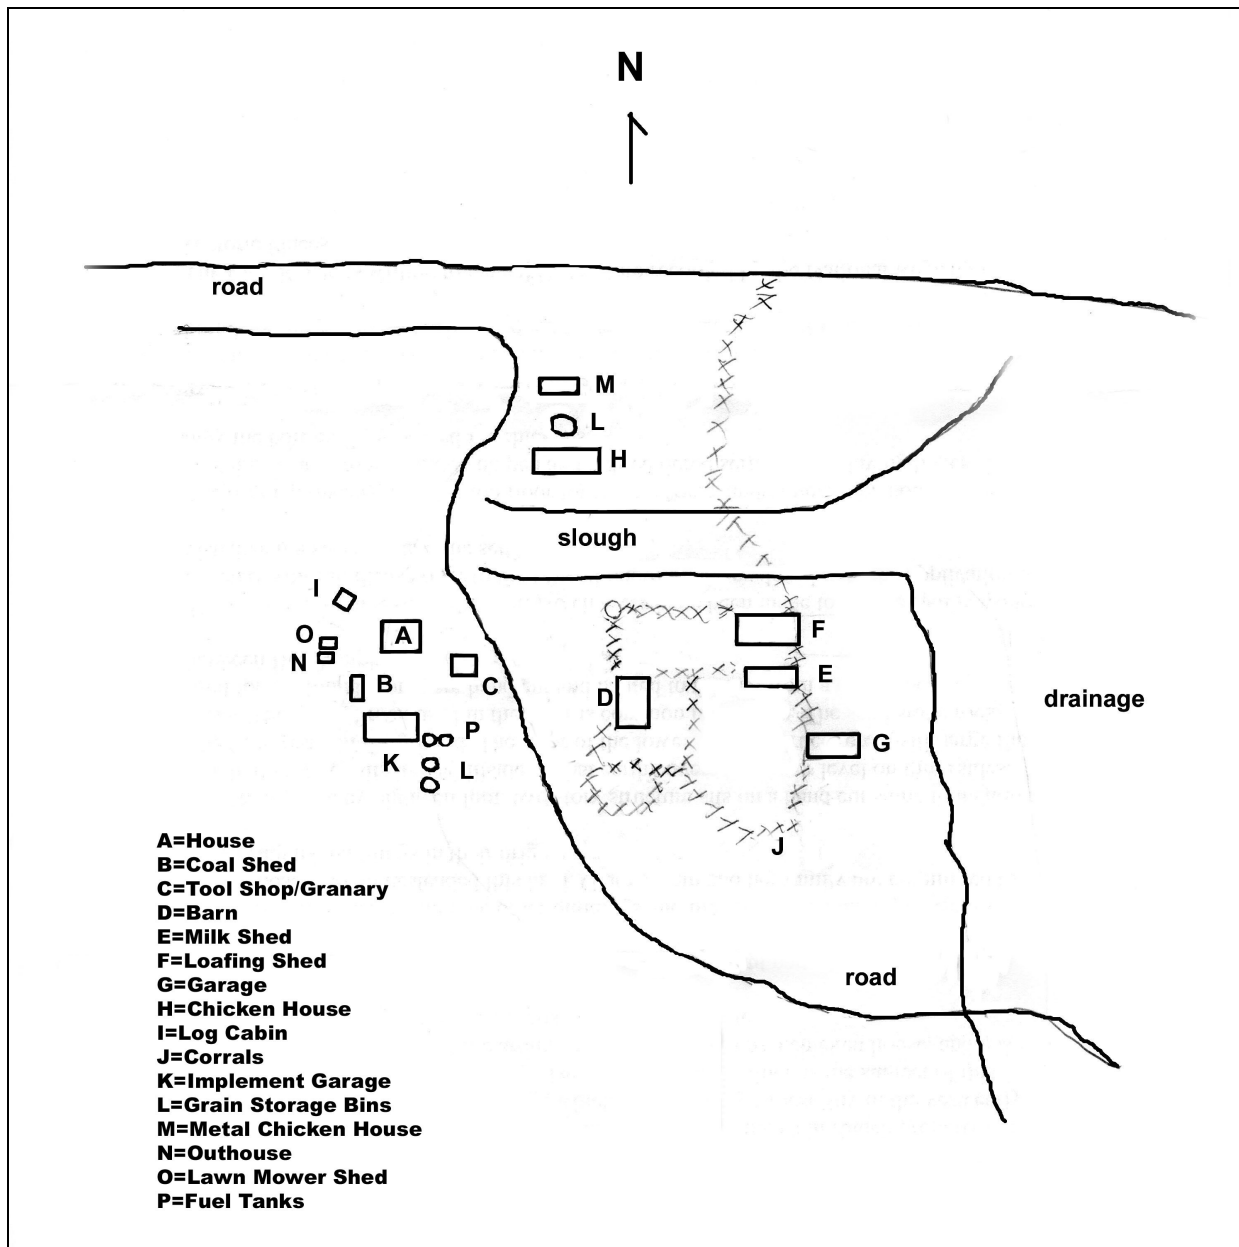 N
road
M
L
H
slough
I
O
A
N
C
B
P
K
L
F
E
D
G
J
drainage
road
A=House
B=Coal Shed
C=Tool Shop/Granary
D=Barn
E=Milk Shed
F=Loafing Shed
G=Garage
H=Chicken House
I=Log Cabin
J=Corrals
K=Implement Garage
L=Grain Storage Bins
M=Metal Chicken House
N=Outhouse
O=Lawn Mower Shed
P=Fuel Tanks